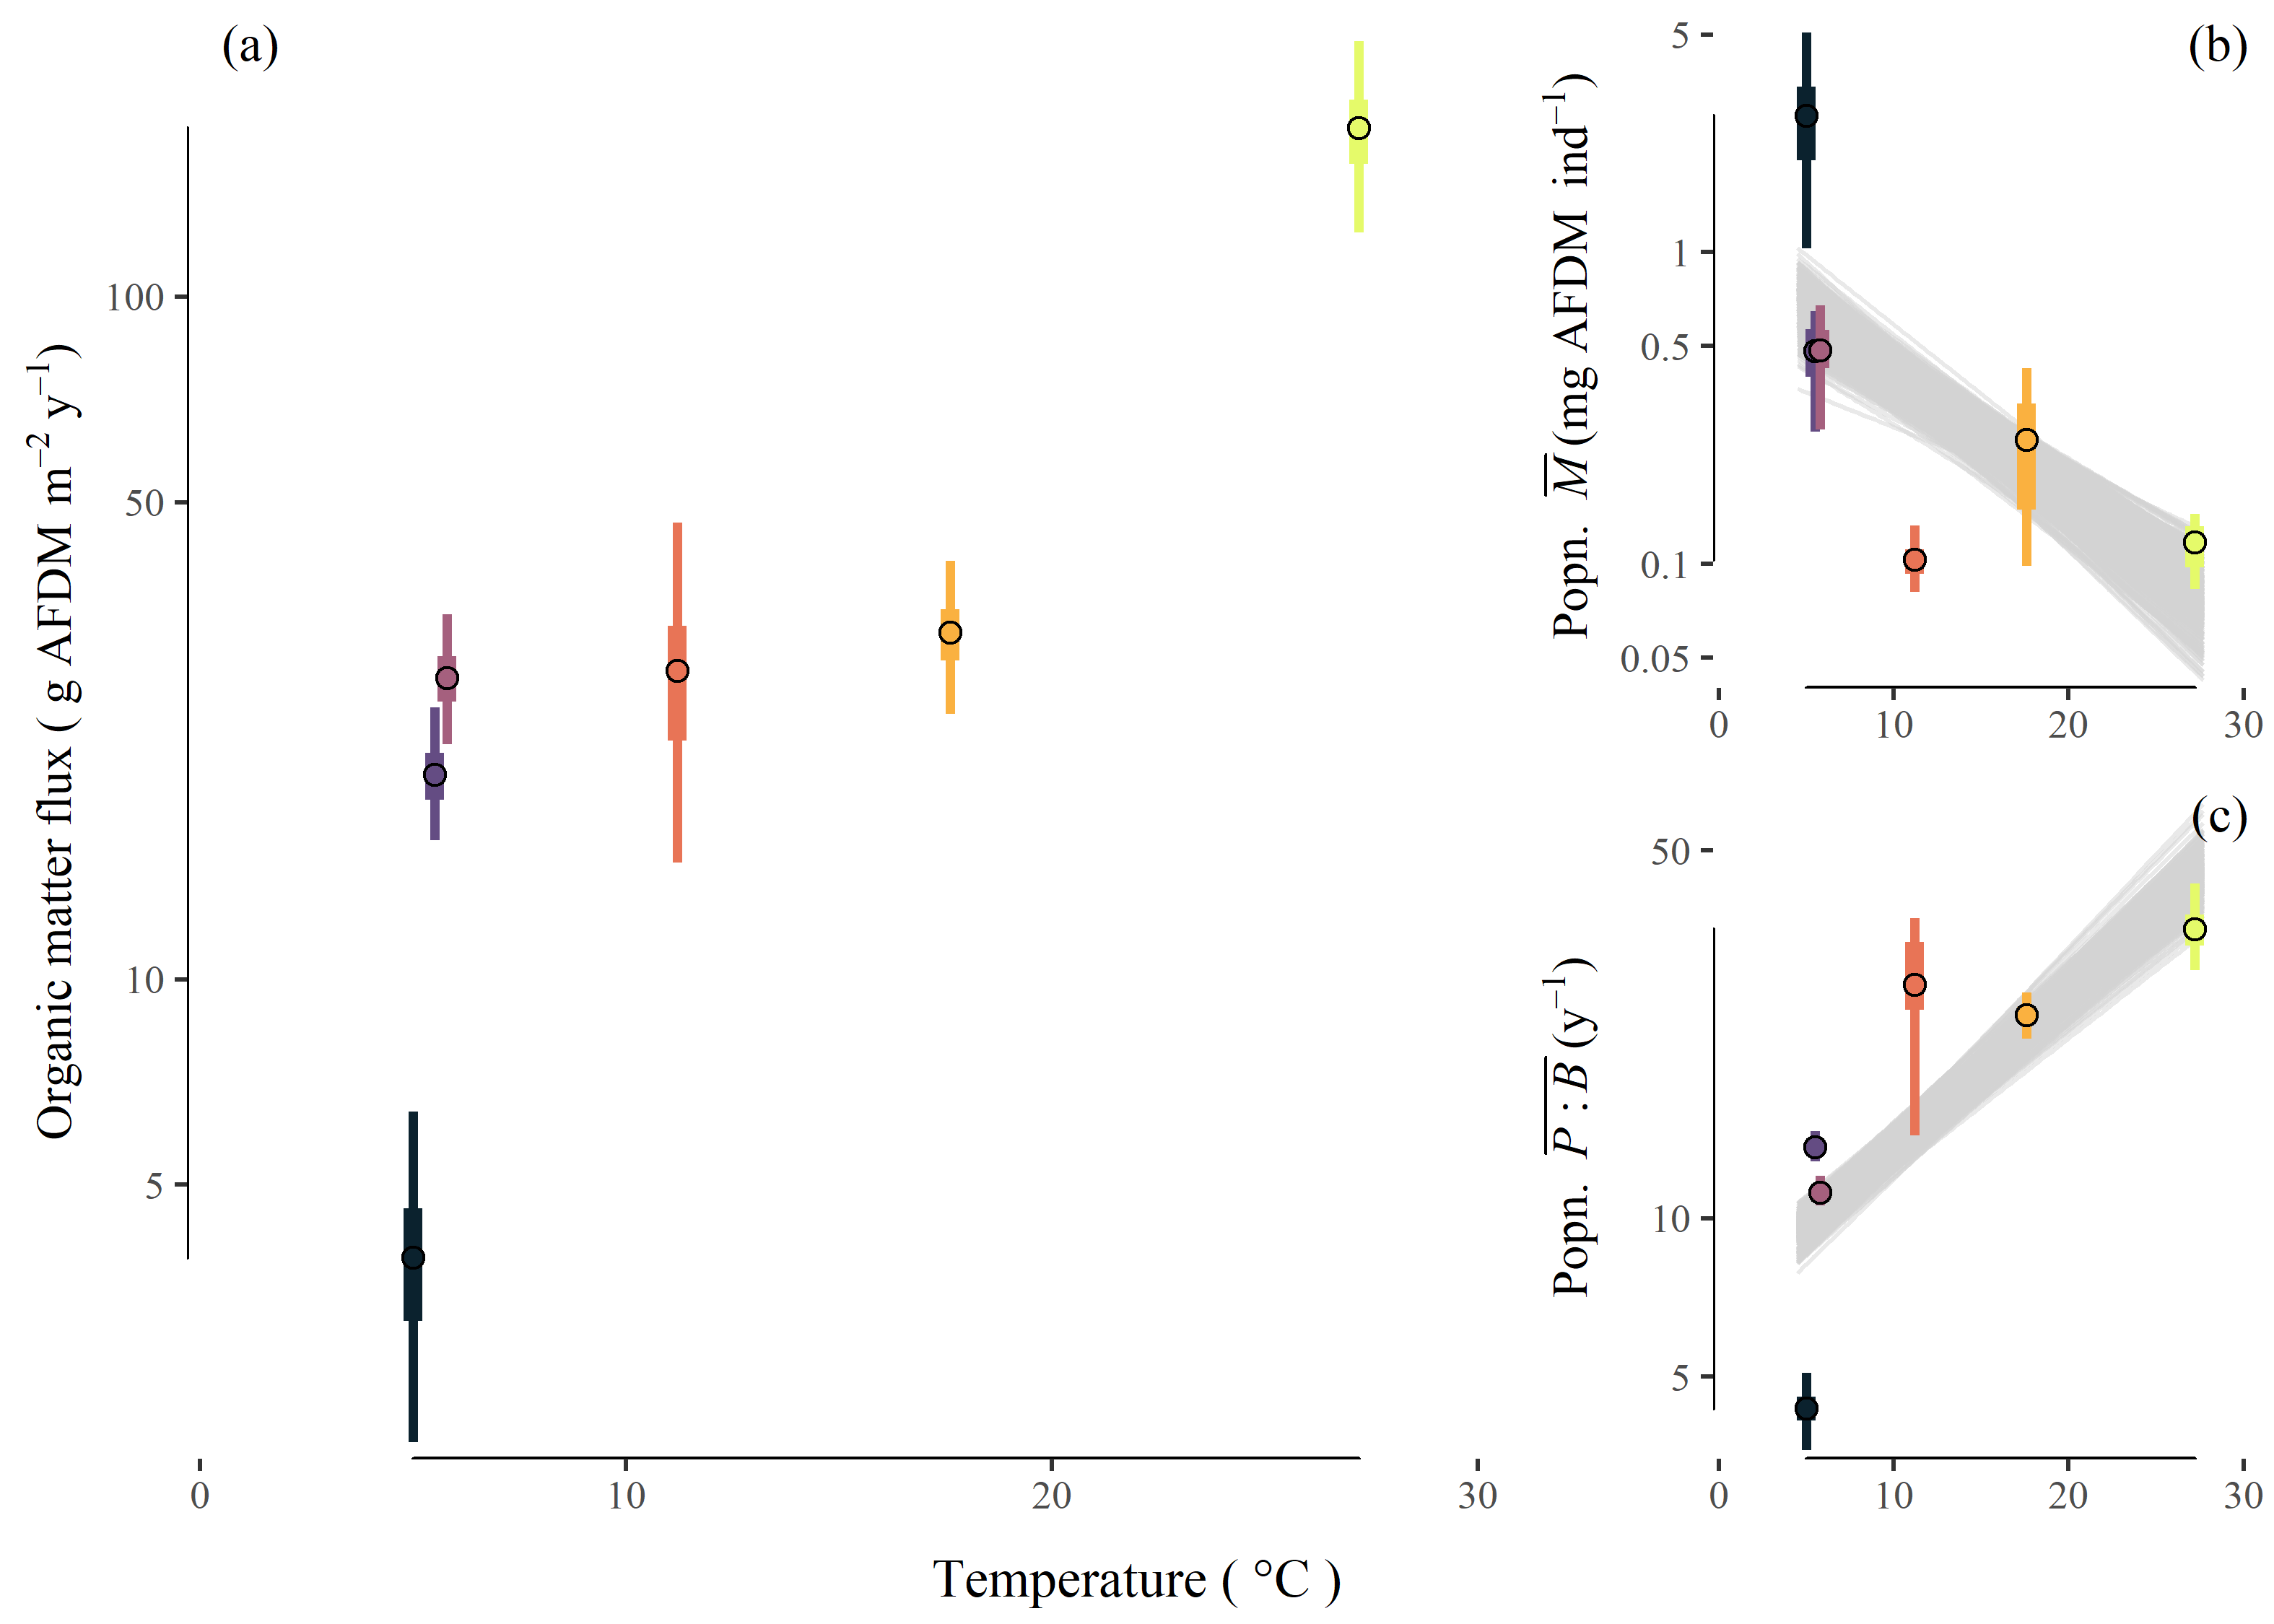 (a)
Organic matter flux ( g AFDM m−2 y−1)
100
50
10
5
0 10 20 30
(b)
Popn. M (mg AFDM ind−1)
5
1
0.5
0.1
0.05
0 10 20 30
(c)
Popn. P : B (y−1)
50
10
5
0 10 20 30
Temperature ( °C )